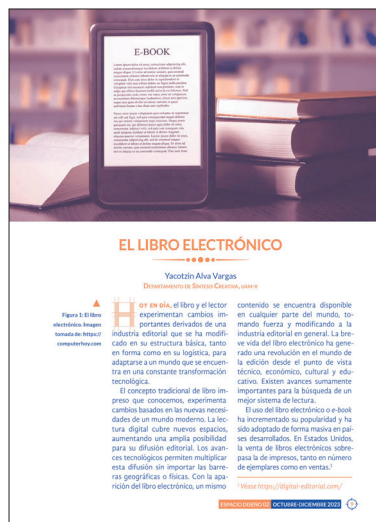 E-BOOK
EL LIBRO ELECTRÓNICO
Yacotzin Alva Vargas
Departamento de Síntesis Creativa, uam-x
Figura 1: El libro
electrónico. Imagen
tomada de: https://
computerhoy.com
Hoy en día, el libro y el lector
experimentan cambios im-
portantes derivados de una
industria editorial que se ha modifi-
cado en su estructura básica, tanto
en forma como en su logística, para
adaptarse a un mundo que se encuen-
tra en una constante transformación
tecnológica.
El concepto tradicional de libro im-
preso que conocemos, experimenta
cambios basados en las nuevas necesi-
dades de un mundo moderno. La lec-
tura digital cubre nuevos espacios,
aumentando una amplia posibilidad
para su difusión editorial. Los avan-
ces tecnológicos permiten multiplicar
esta difusión sin importar las barre-
ras geográficas o físicas. Con la apa-
rición del libro electrónico, un mismo
contenido se encuentra disponible
en cualquier parte del mundo, to-
mando fuerza y modificando a la
industria editorial en general. La bre-
ve vida del libro electrónico ha gene-
rado una revolución en el mundo de
la edición desde el punto de vista
técnico, económico, cultural y edu-
cativo. Existen avances sumamente
importantes para la búsqueda de un
mejor sistema de lectura.
El uso del libro electrónico o e-book
ha incrementado su popularidad y ha
sido adoptado de forma masiva en paí-
ses desarrollados. En Estados Unidos,
la venta de libros electrónicos sobre-
pasa la de impresos, tanto en número
de ejemplares como en ventas.¹
¹ Véase https://digital-editorial.com/
ESPACIO DISEÑO 02 OCTUBRE-DICIEMBRE 2023